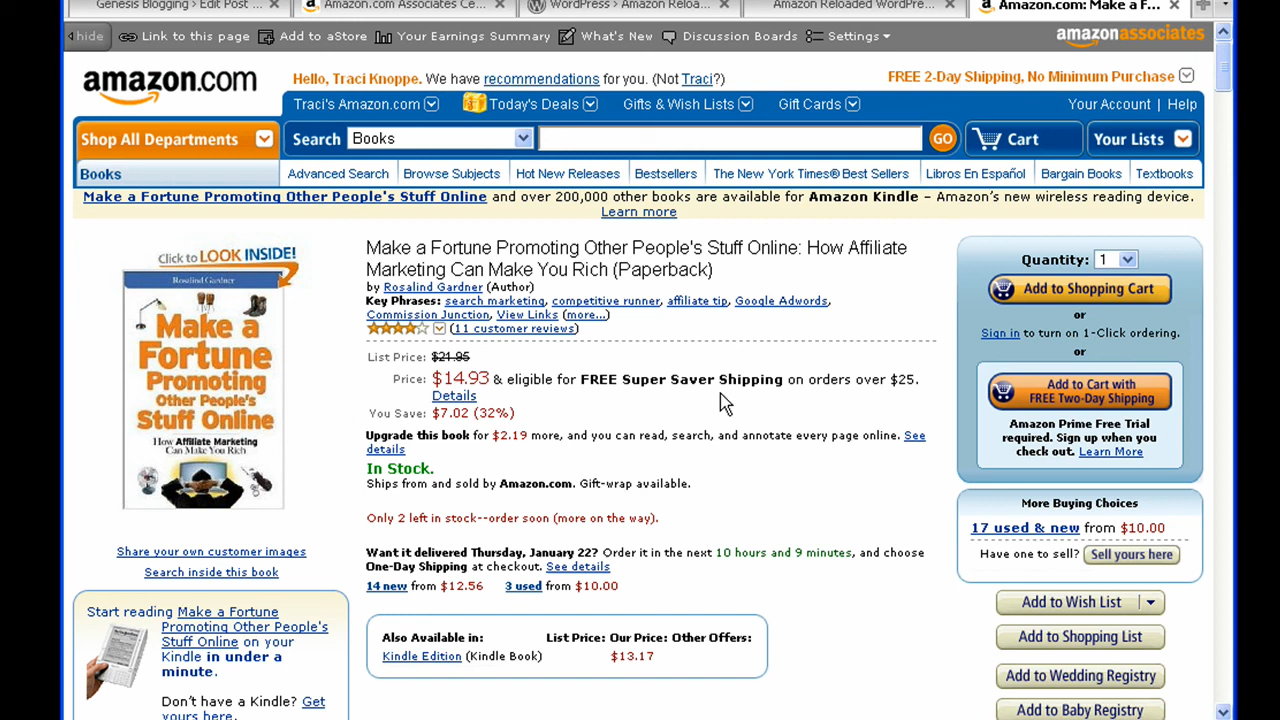 Genesis Blogging › Edit Post ...
Amazon.com Associates Ce...
WordPress › Amazon Reloa...
Amazon Reloaded WordPre...
Amazon.com: Make a F...
hide
Link to this page
Add to aStore
Your Earnings Summary
What's New
Discussion Boards
Settings
amazonassociates
amazon.com
Hello, Traci Knoppe. We have recommendations for you. (Not Traci?)
FREE 2-Day Shipping, No Minimum Purchase
Traci's Amazon.com
Today's Deals
Gifts & Wish Lists
Gift Cards
Your Account | Help
Shop All Departments
Search
Books
GO
Cart
Your Lists
Books
Advanced Search
Browse Subjects
Hot New Releases
Bestsellers
The New York Times® Best Sellers
Libros En Español
Bargain Books
Textbooks
Make a Fortune Promoting Other People's Stuff Online and over 200,000 other books are available for Amazon Kindle – Amazon's new wireless reading device.
Learn more
Click to LOOK INSIDE!
Rosalind Gardner
Make a
Fortune
Promoting
Other People's
Stuff Online
How Affiliate Marketing
Can Make You Rich
Share your own customer images
Search inside this book
Start reading Make a Fortune
Promoting Other People's
Stuff Online on your
Kindle in under a
minute.
Don't have a Kindle? Get
yours here.
Make a Fortune Promoting Other People's Stuff Online: How Affiliate
Marketing Can Make You Rich (Paperback)
by Rosalind Gardner (Author)
Key Phrases: search marketing, competitive runner, affiliate tip, Google Adwords,
Commission Junction, View Links (more...)
(11 customer reviews)
List Price: $21.95
Price: $14.93 & eligible for FREE Super Saver Shipping on orders over $25.
Details
You Save: $7.02 (32%)
Upgrade this book for $2.19 more, and you can read, search, and annotate every page online. See
details
In Stock.
Ships from and sold by Amazon.com. Gift-wrap available.
Only 2 left in stock--order soon (more on the way).
Want it delivered Thursday, January 22? Order it in the next 10 hours and 9 minutes, and choose
One-Day Shipping at checkout. See details
14 new from $12.56 3 used from $10.00
Also Available in: List Price: Our Price: Other Offers:
Kindle Edition (Kindle Book) $13.17
Quantity: 1
Add to Shopping Cart
or
Sign in to turn on 1-Click ordering.
or
Add to Cart with
FREE Two-Day Shipping
Amazon Prime Free Trial
required. Sign up when you
check out. Learn More
More Buying Choices
17 used & new from $10.00
Have one to sell? Sell yours here
Add to Wish List
Add to Shopping List
Add to Wedding Registry
Add to Baby Registry